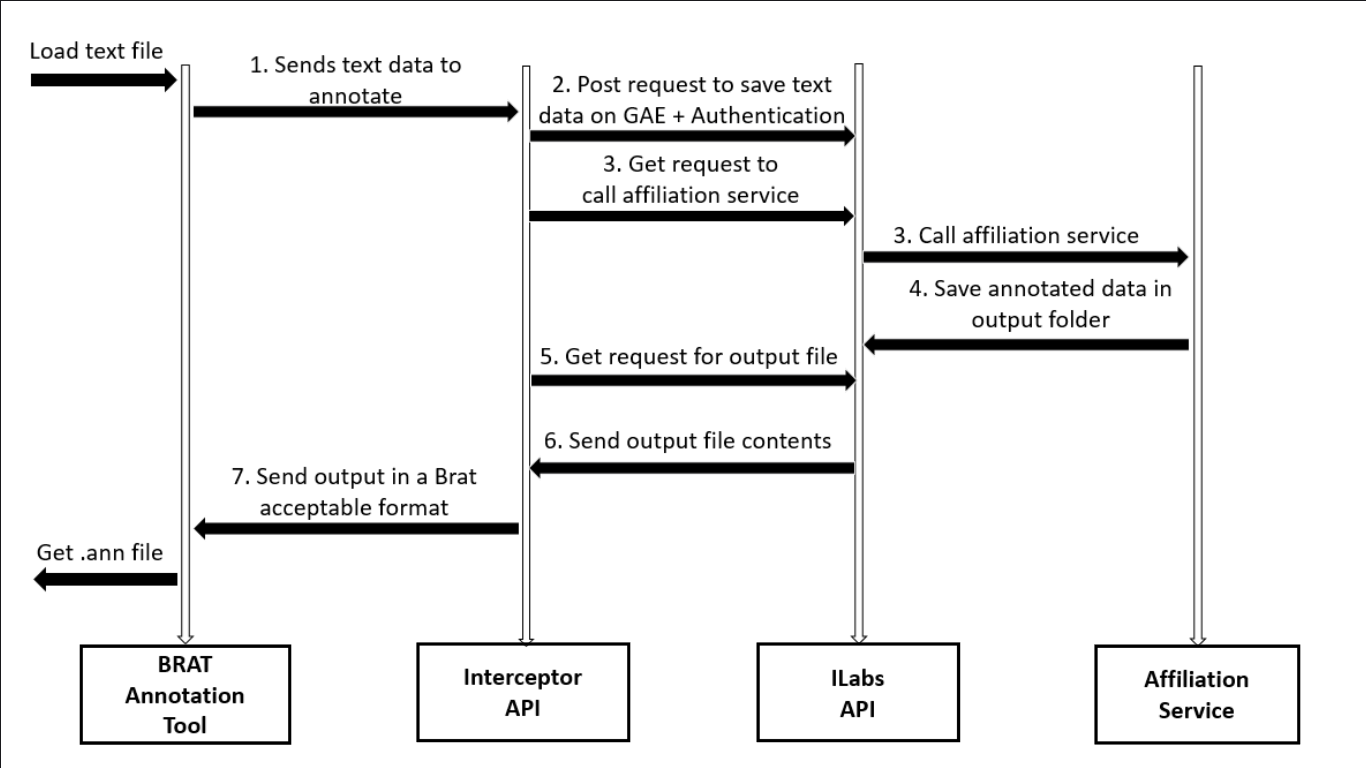 Load text file
1. Sends text data to
annotate
2. Post request to save text
data on GAE + Authentication
3. Get request to
call affiliation service
3. Call affiliation service
4. Save annotated data in
output folder
5. Get request for output file
6. Send output file contents
7. Send output in a Brat
acceptable format
Get .ann file
BRAT
Annotation
Tool
Interceptor
API
ILabs
API
Affiliation
Service